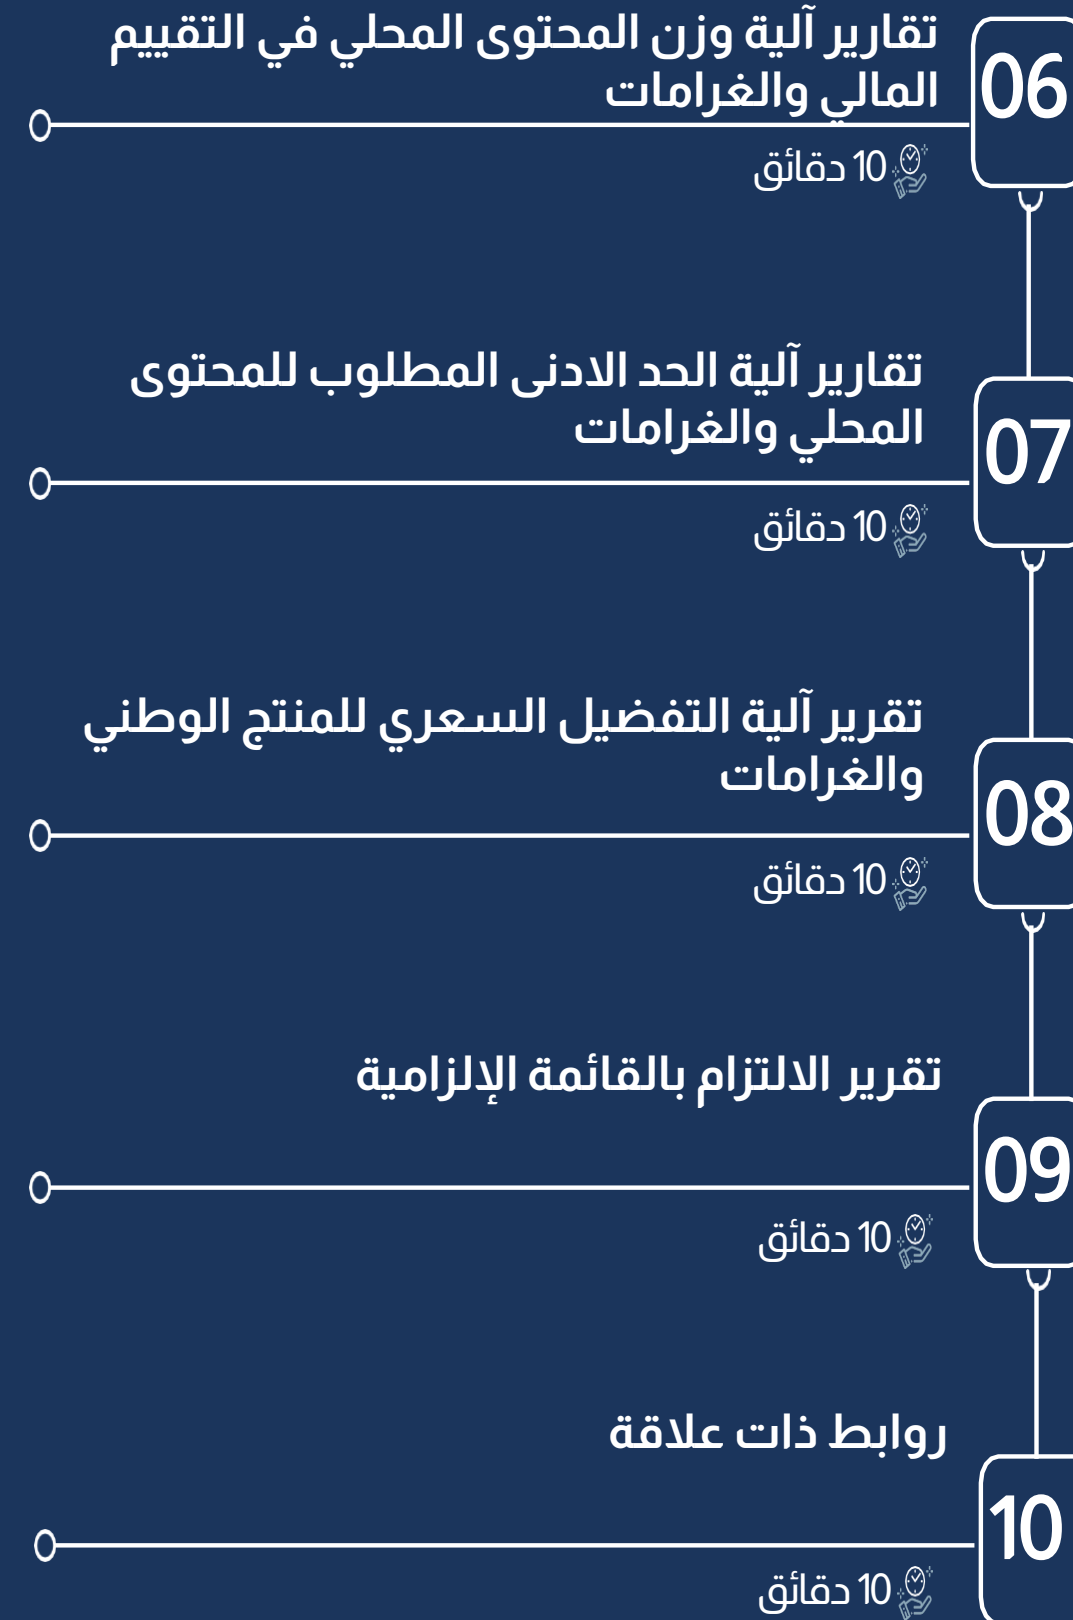 06
تقارير آلية وزن المحتوى المحلي في التقييم
المالي والغرامات
10 دقائق
07
تقارير آلية الحد الادنى المطلوب للمحتوى
المحلي والغرامات
10 دقائق
08
تقرير آلية التفضيل السعري للمنتج الوطني
والغرامات
10 دقائق
09
تقرير الالتزام بالقائمة الإلزامية
10 دقائق
10
روابط ذات علاقة
10 دقائق